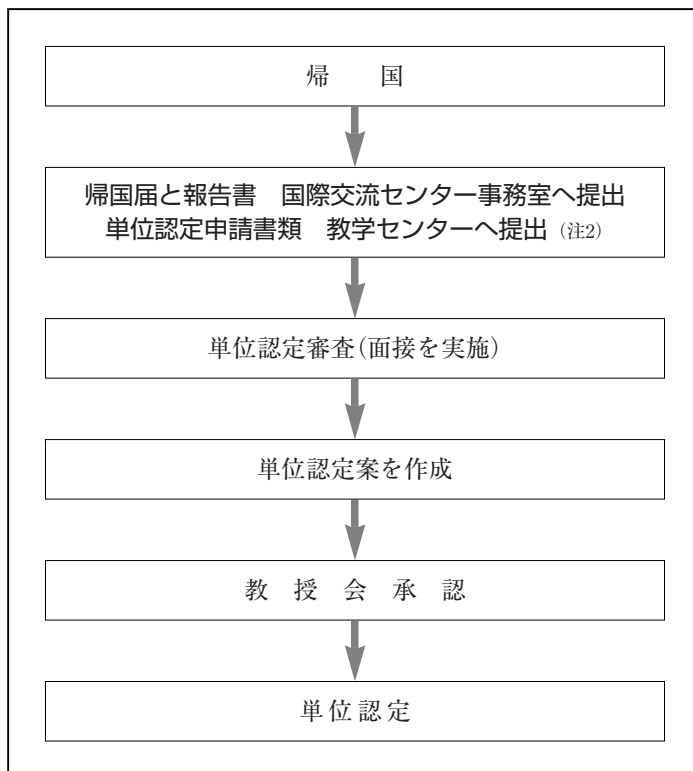 帰　　国
帰国届と報告書　国際交流センター事務室へ提出
単位認定申請書類　教学センターへ提出（注2）
単位認定審査（面接を実施）
単位認定案を作成
教　授　会　承　認
単 位 認 定